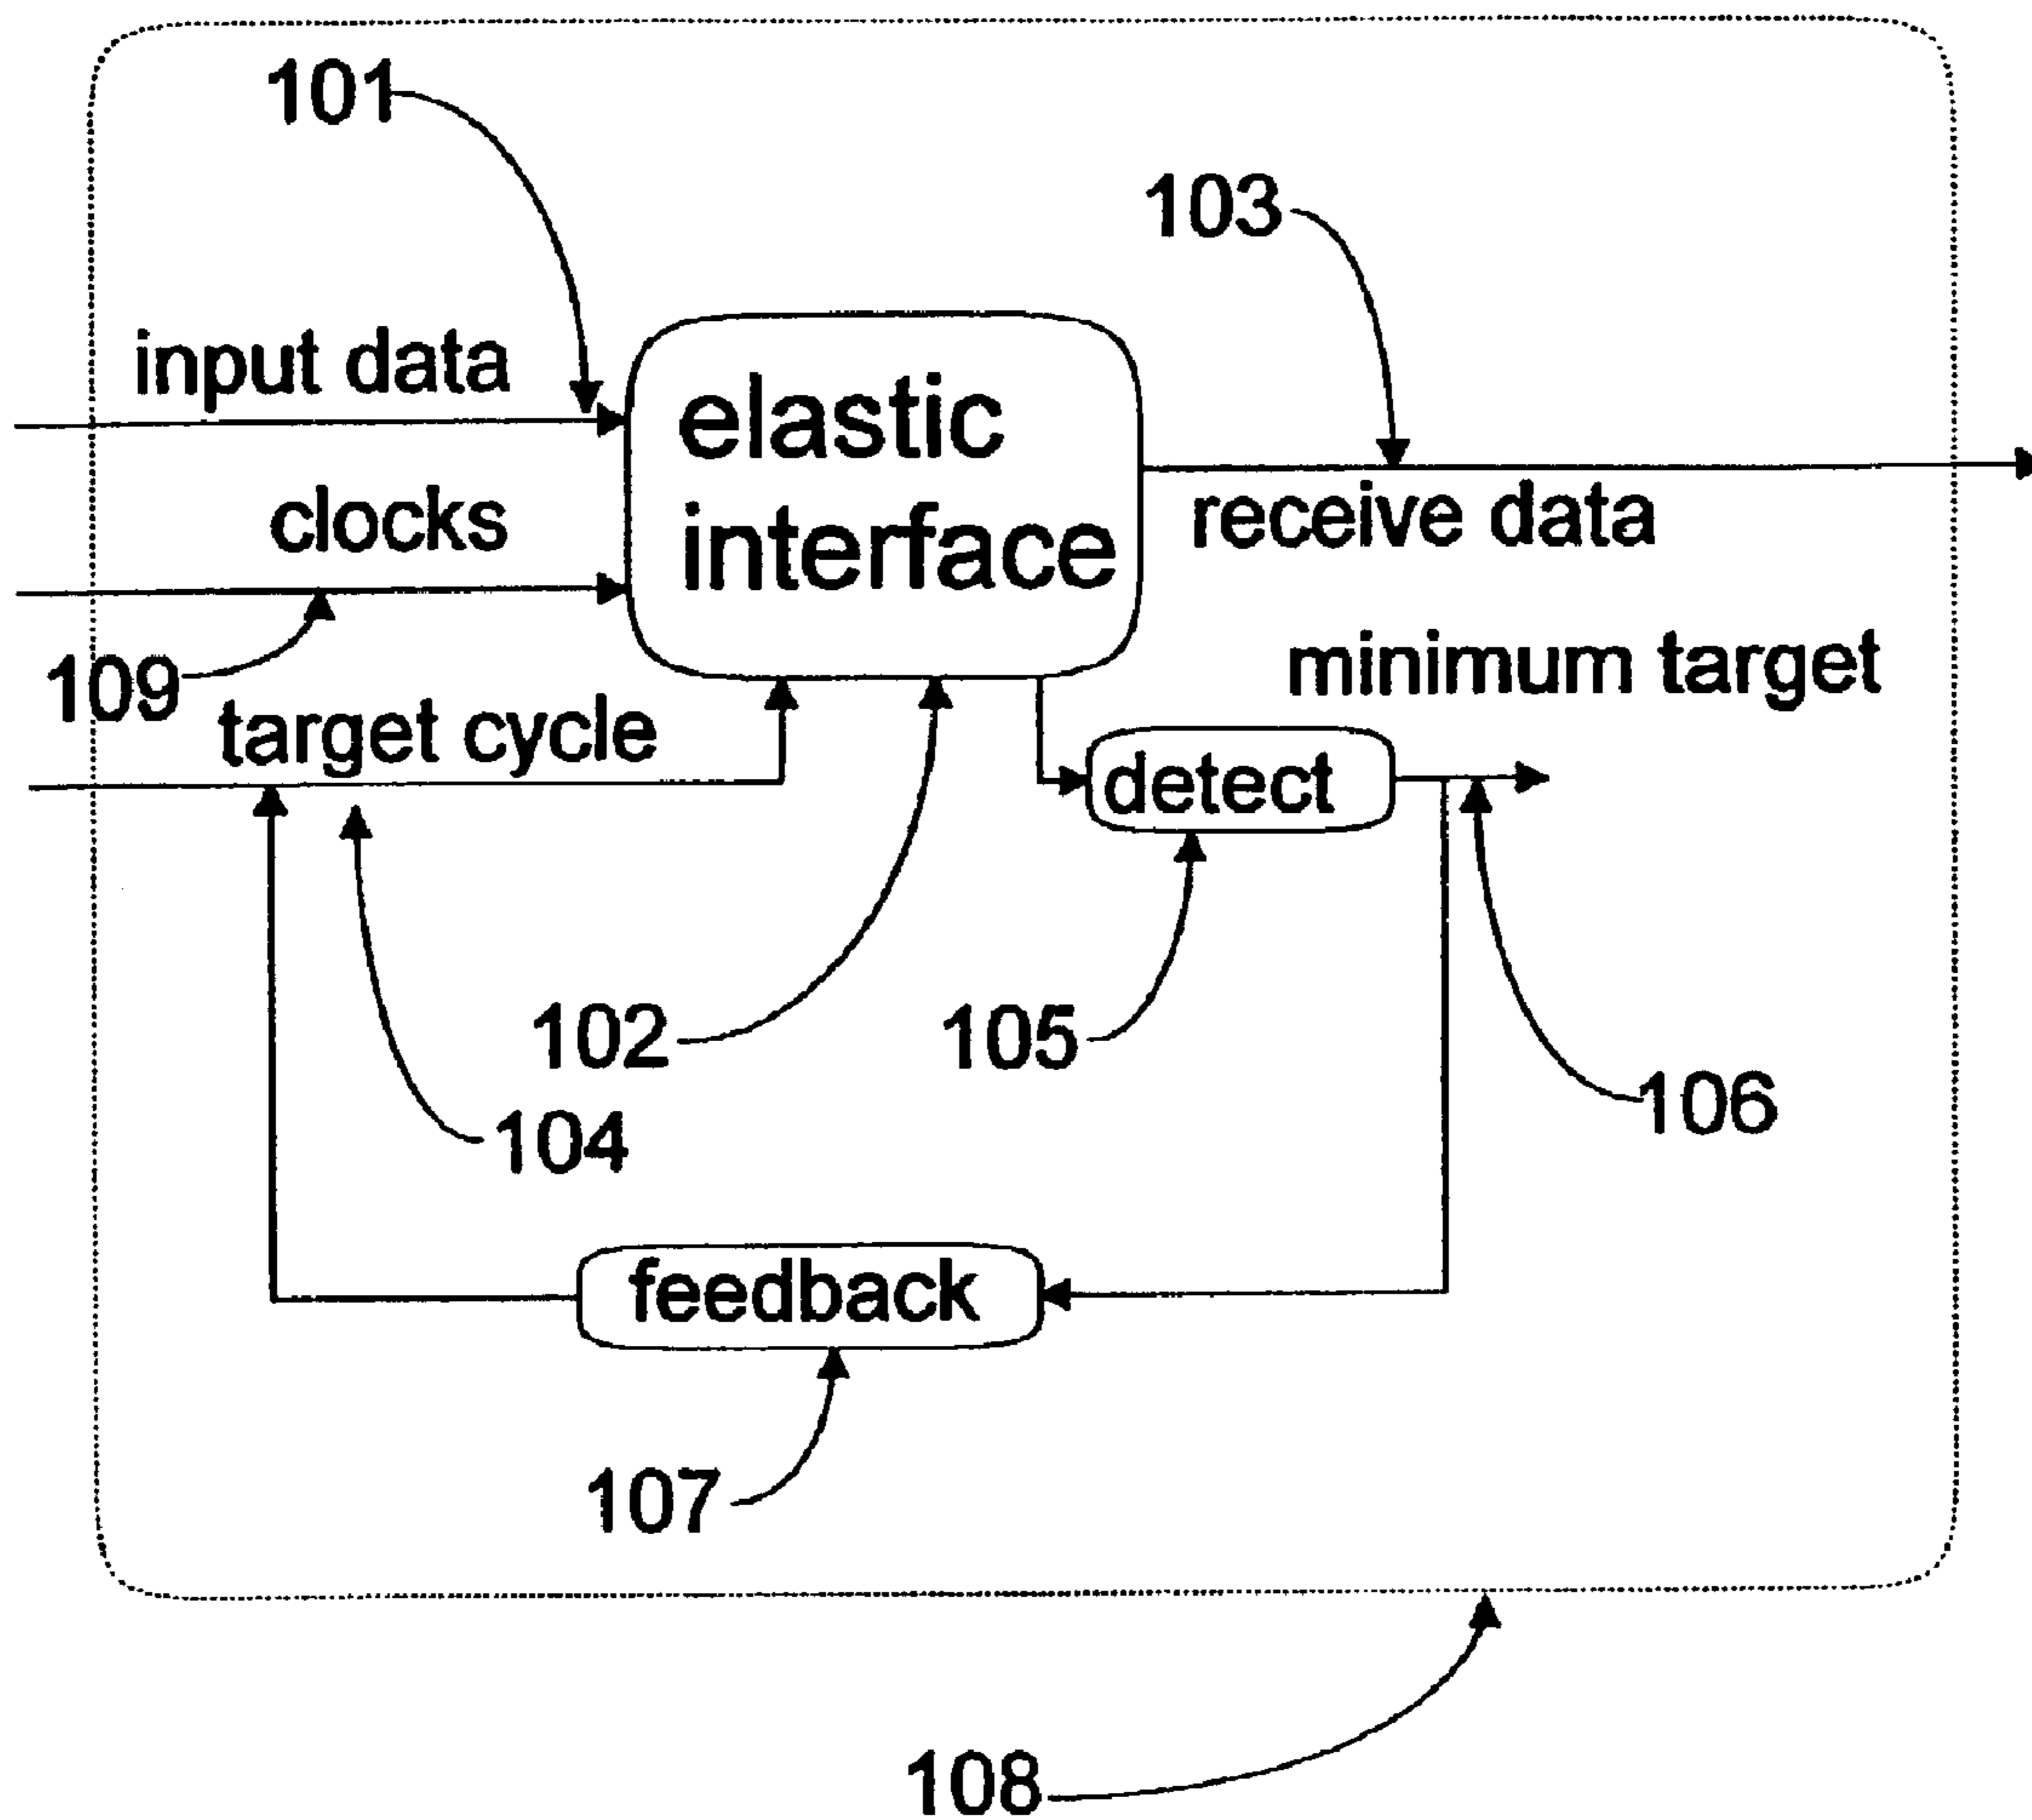 101
103
input data
elastic
interface
clocks
receive data
109
minimum target
target cycle
detect
102
105
106
104
feedback
107
108